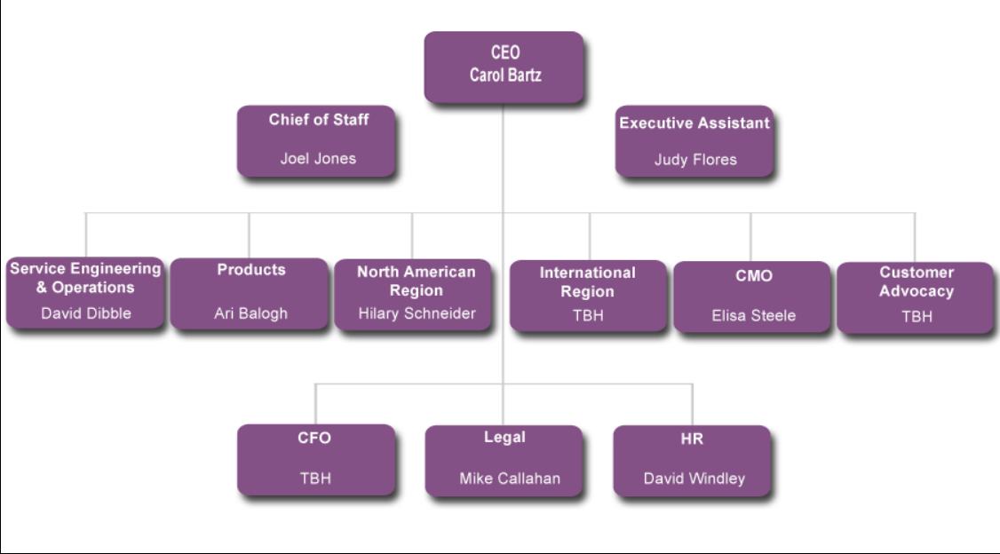 CEO
Carol Bartz
Chief of Staff
Joel Jones
Executive Assistant
Judy Flores
Service Engineering
& Operations
David Dibble
Products
Ari Balogh
North American
Region
Hilary Schneider
International
Region
TBH
CMO
Elisa Steele
Customer
Advocacy
TBH
CFO
TBH
Legal
Mike Callahan
HR
David Windley